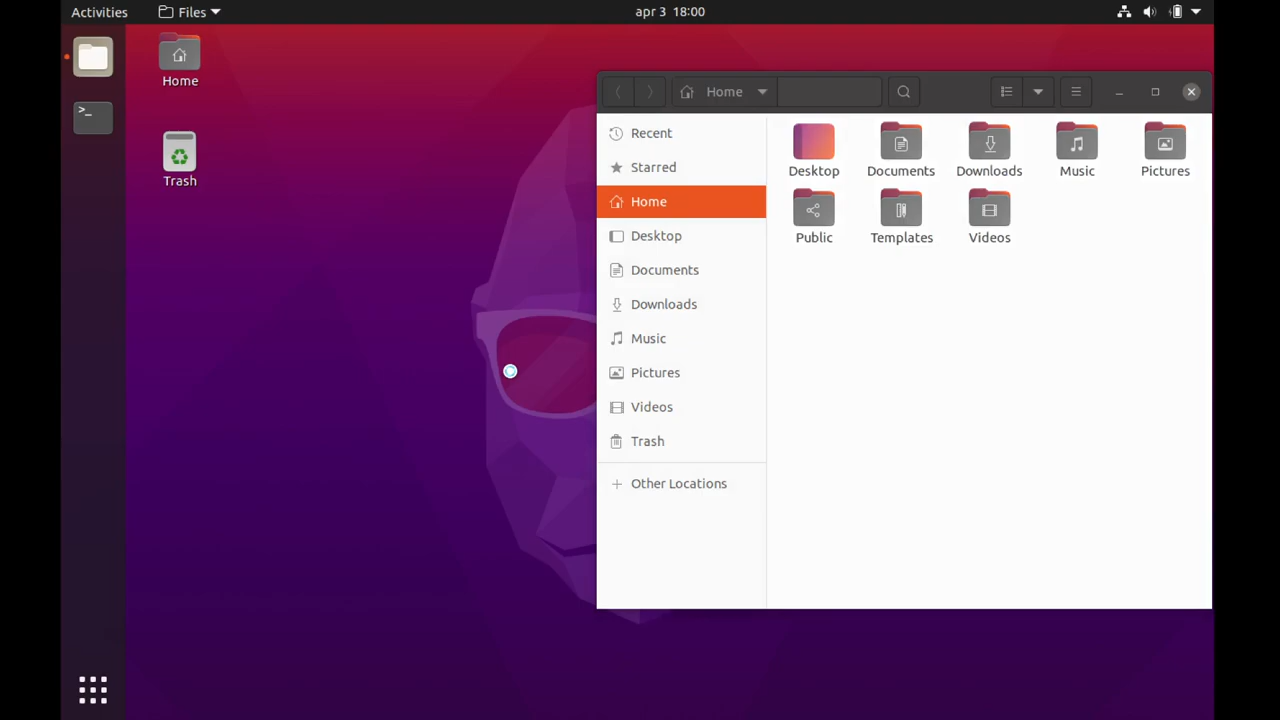 Activities Files apr 3 18:00
Home
Trash
Home
Recent
Starred
Home
Desktop
Documents
Downloads
Music
Pictures
Videos
Trash
Other Locations
Desktop Documents Downloads Music Pictures
Public Templates Videos